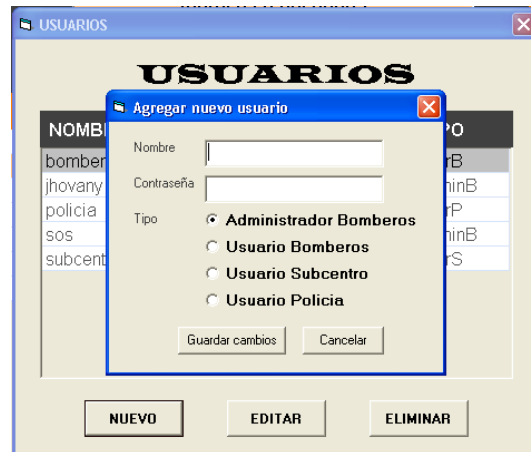 USUARIOS
USUARIOS
Agregar nuevo usuario
Nombre
Contraseña
Tipo
Administrador Bomberos
Usuario Bomberos
Usuario Subcentro
Usuario Policia
Guardar cambios
Cancelar
jhovany
policia
sos
NUEVO
EDITAR
ELIMINAR